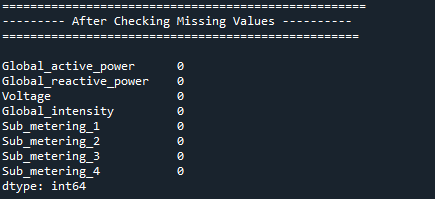 ====================================================
--------- After Checking Missing Values ----------
===================================================
Global_active_power      0
Global_reactive_power    0
Voltage                  0
Global_intensity         0
Sub_metering_1           0
Sub_metering_2           0
Sub_metering_3           0
Sub_metering_4           0
dtype: int64